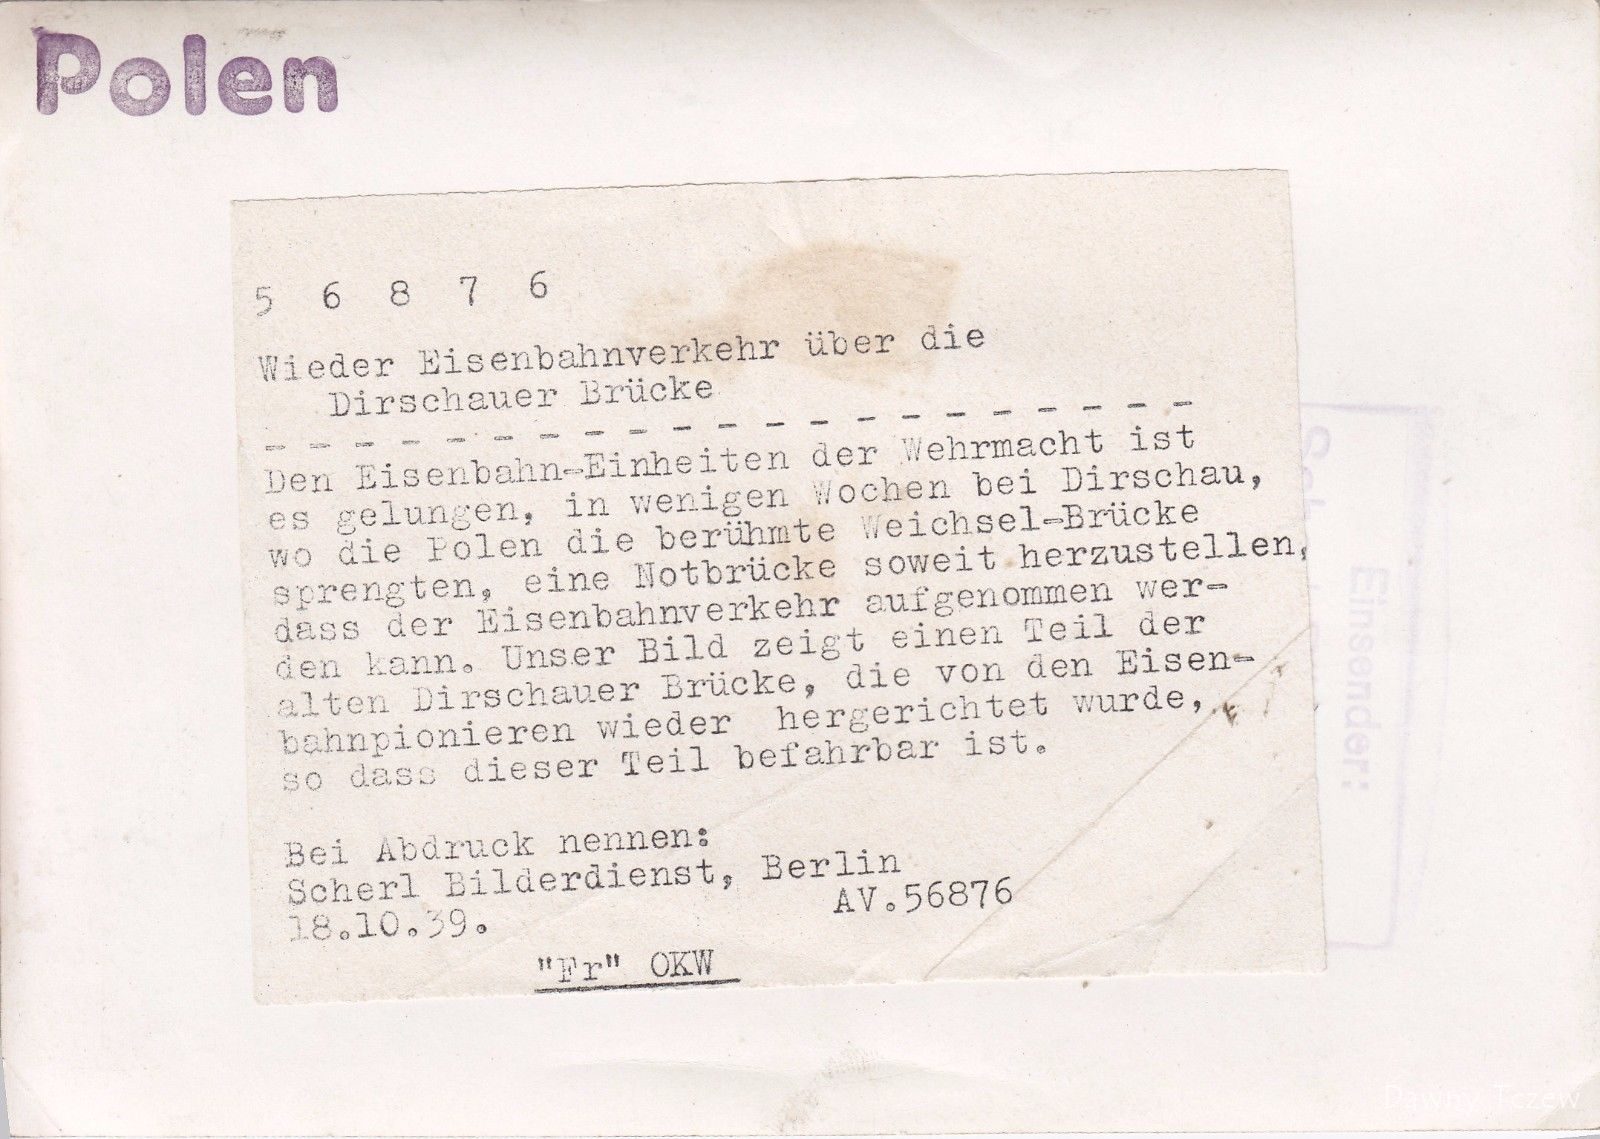 Polen
5 6 8 7 6
Wieder Eisenbahnverkehr über die
Dirschauer Brücke
- - - - - - - - - - - - - - - - - - - - -
Den Eisenbahn-Einheiten der Wehrmacht ist
es gelungen, in wenigen Wochen bei Dirschau,
wo die Polen die berühmte Weichsel-Brücke
sprengten, eine Notbrücke soweit herzustellen,
dass der Eisenbahnverkehr aufgenommen wer-
den kann. Unser Bild zeigt einen Teil der
alten Dirschauer Brücke, die von den Eisen-
bahnpionieren wieder hergerichtet wurde,
so dass dieser Teil befahrbar ist.
Bei Abdruck nennen:
Scherl Bilderdienst, Berlin
18.10.39. AV.56876
"Fr" OKW
Einsender:
Dawny Tczew